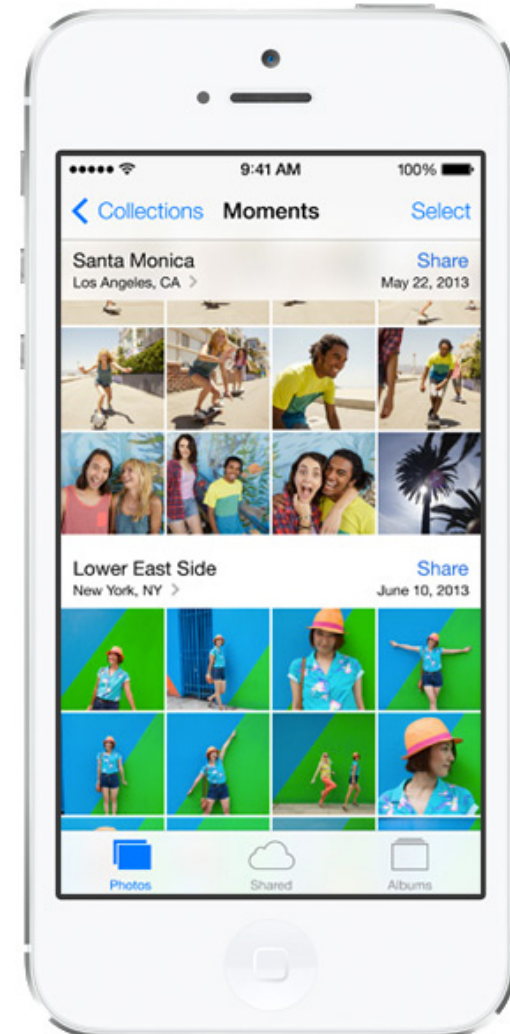 9:41 AM 100%
Collections Moments Select
Santa Monica Share
Los Angeles, CA May 22, 2013
Lower East Side Share
New York, NY June 10, 2013
Photos Shared Albums